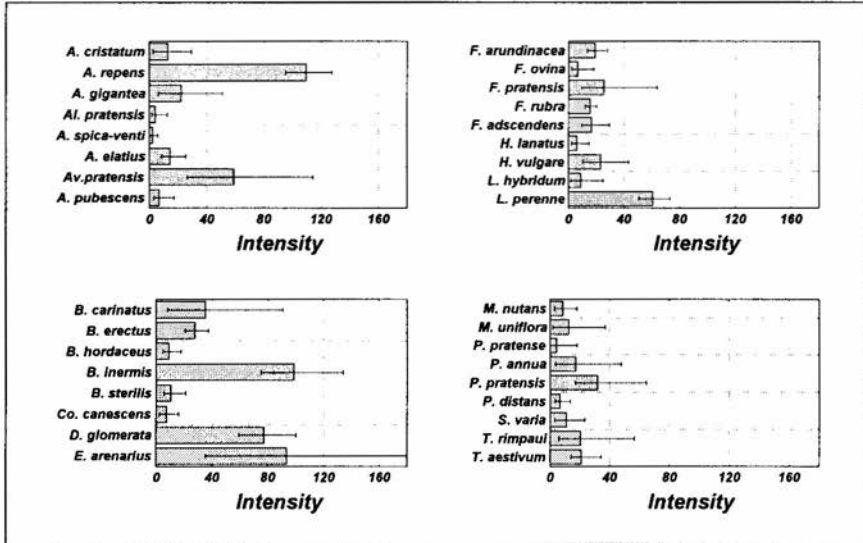 A. cristatum
A. repens
A. gigantea
Al. pratensis
A. spica-venti
A. elatius
Av.pratensis
A. pubescens
0 40 80 120 160
Intensity
F. arundinacea
F. ovina
F. pratensis
F. rubra
F. adscendens
H. lanatus
H. vulgare
L. hybridum
L. perenne
0 40 80 120 160
Intensity
B. carinatus
B. erectus
B. hordaceus
B. inermis
B. sterilis
Co. canescens
D. glomerata
E. arenarius
0 40 80 120 160
Intensity
M. nutans
M. uniflora
P. pratense
P. annua
P. pratensis
P. distans
S. varia
T. rimpaui
T. aestivum
0 40 80 120 160
Intensity